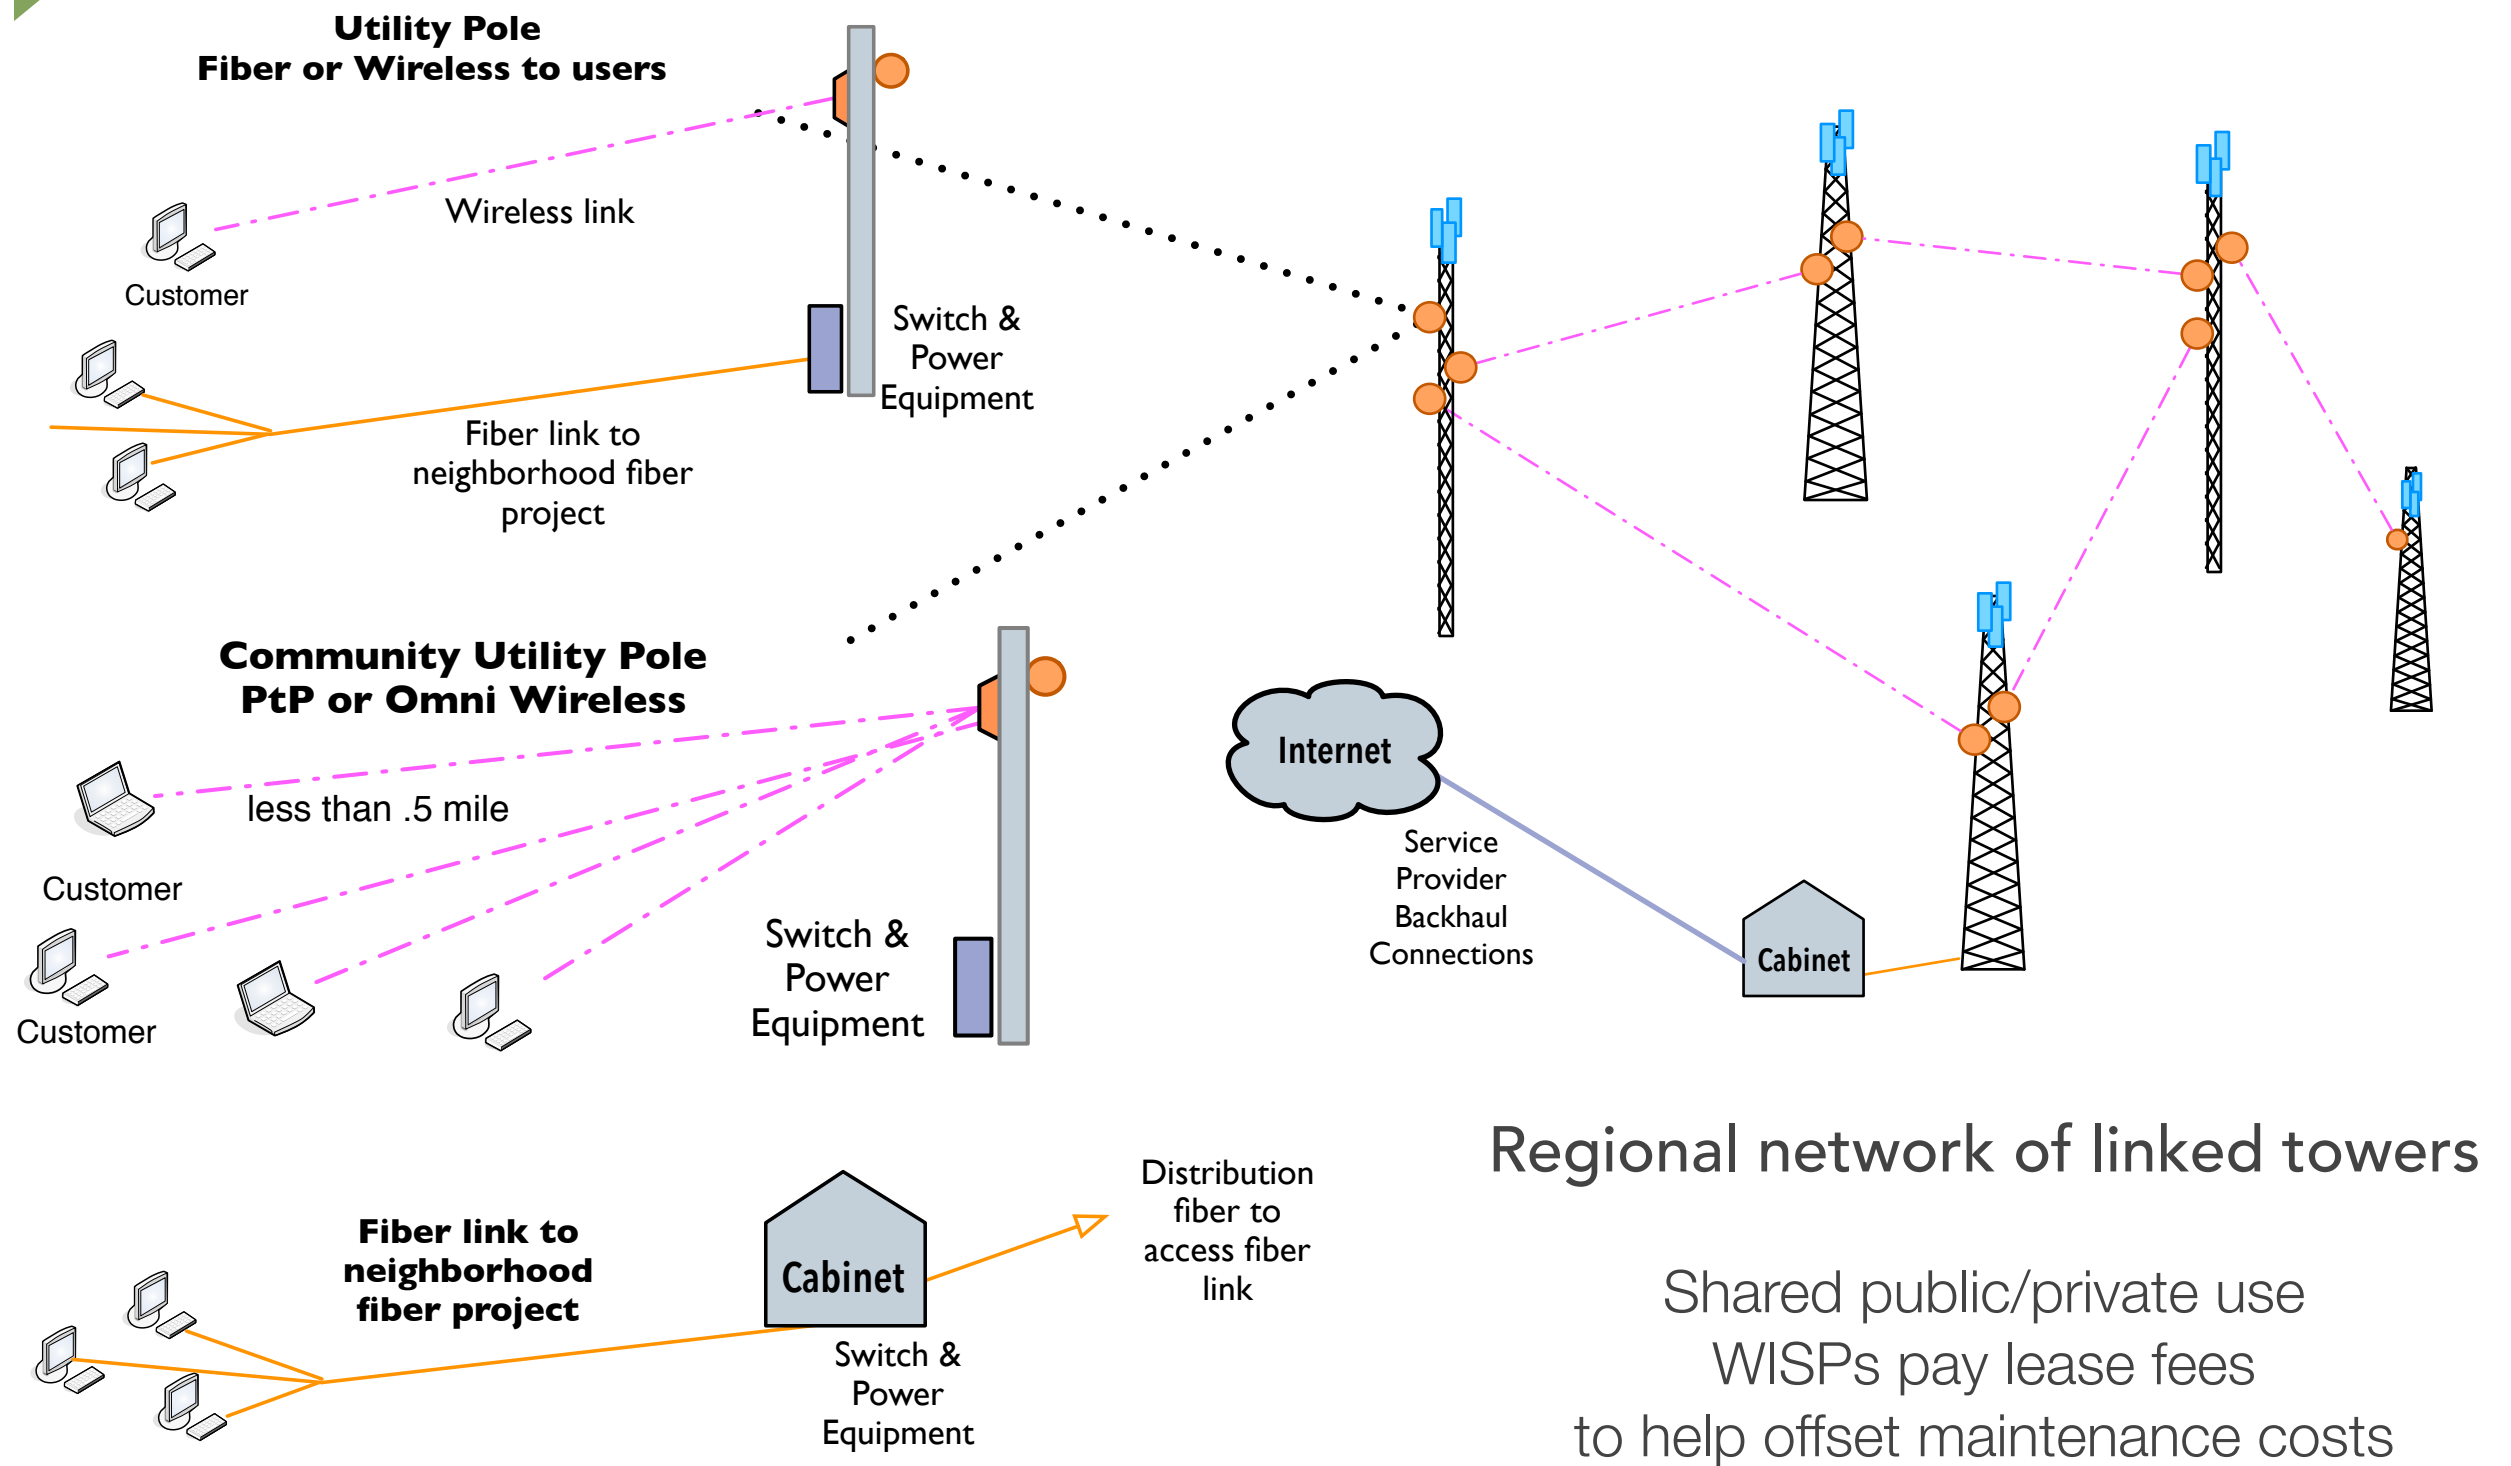 Utility Pole
Fiber or Wireless to users
Wireless link
Customer
Switch &
Power
Equipment
Fiber link to
neighborhood fiber
project
Community Utility Pole
PtP or Omni Wireless
less than .5 mile
Customer
Customer
Switch &
Power
Equipment
Internet
Service
Provider
Backhaul
Connections
Cabinet
Fiber link to
neighborhood
fiber project
Cabinet
Switch &
Power
Equipment
Distribution
fiber to
access fiber
link
Regional network of linked towers
Shared public/private use
WISPs pay lease fees
to help offset maintenance costs